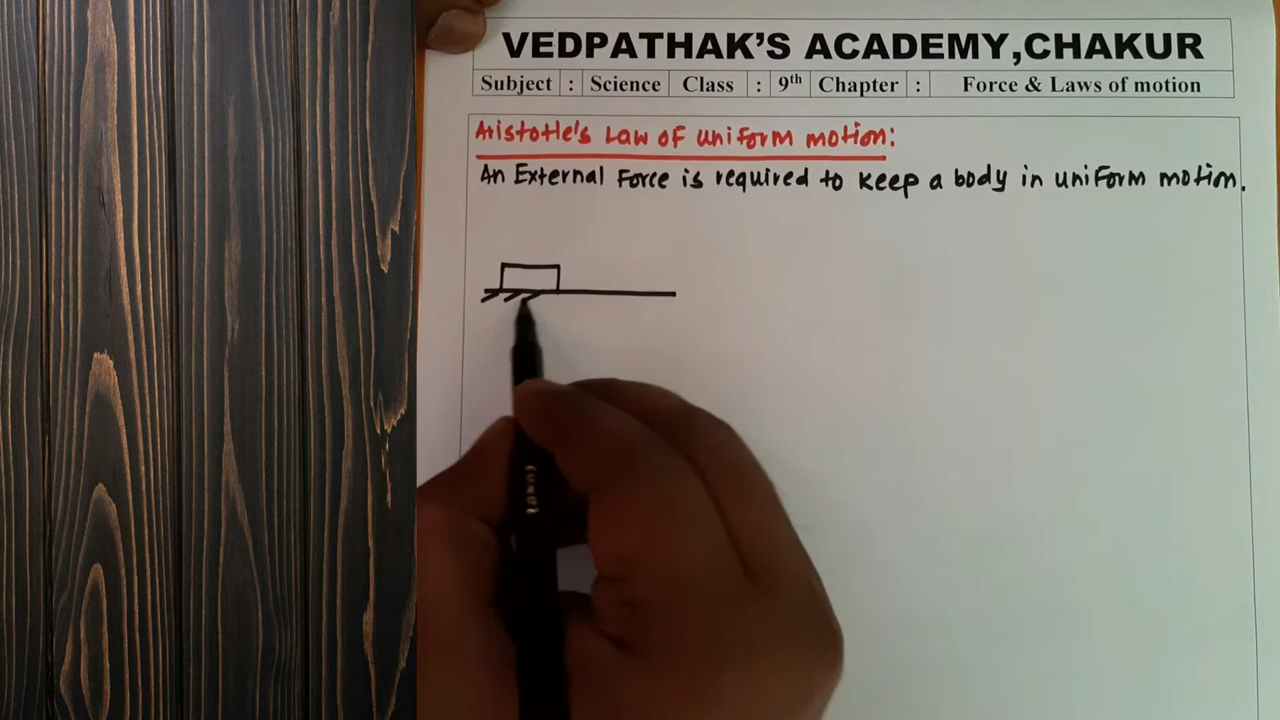 VEDPATHAK'S ACADEMY,CHAKUR
Subject : Science Class : 9th Chapter : Force & Laws of motion
Aristotle's Law of uniform motion:
An External Force is required to keep a body in uniform motion.